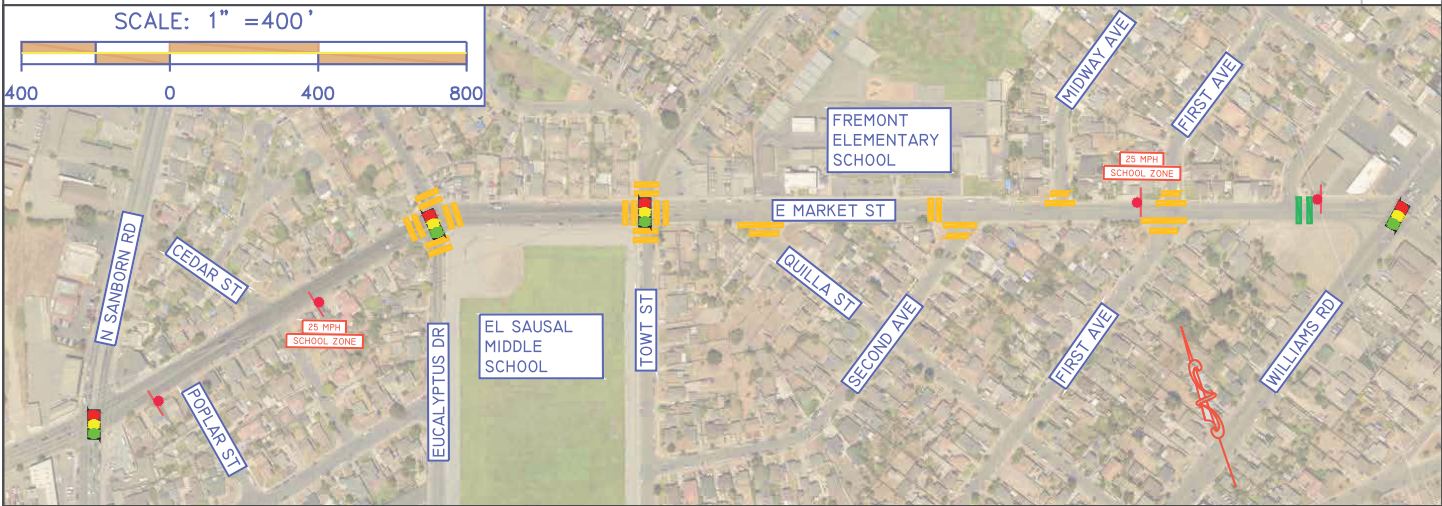 SCALE: 1" =400'
400 0 400 800
MIDWAY AVE
FIRST AVE
FREMONT
ELEMENTARY
SCHOOL
25 MPH
SCHOOL ZONE
E MARKET ST
N SANBORN RD
CEDAR ST
25 MPH
SCHOOL ZONE
POPLAR ST
EUCALYPTUS DR
EL SAUSAL
MIDDLE
SCHOOL
TOWT ST
QUILLA ST
SECOND AVE
FIRST AVE
WILLIAMS RD